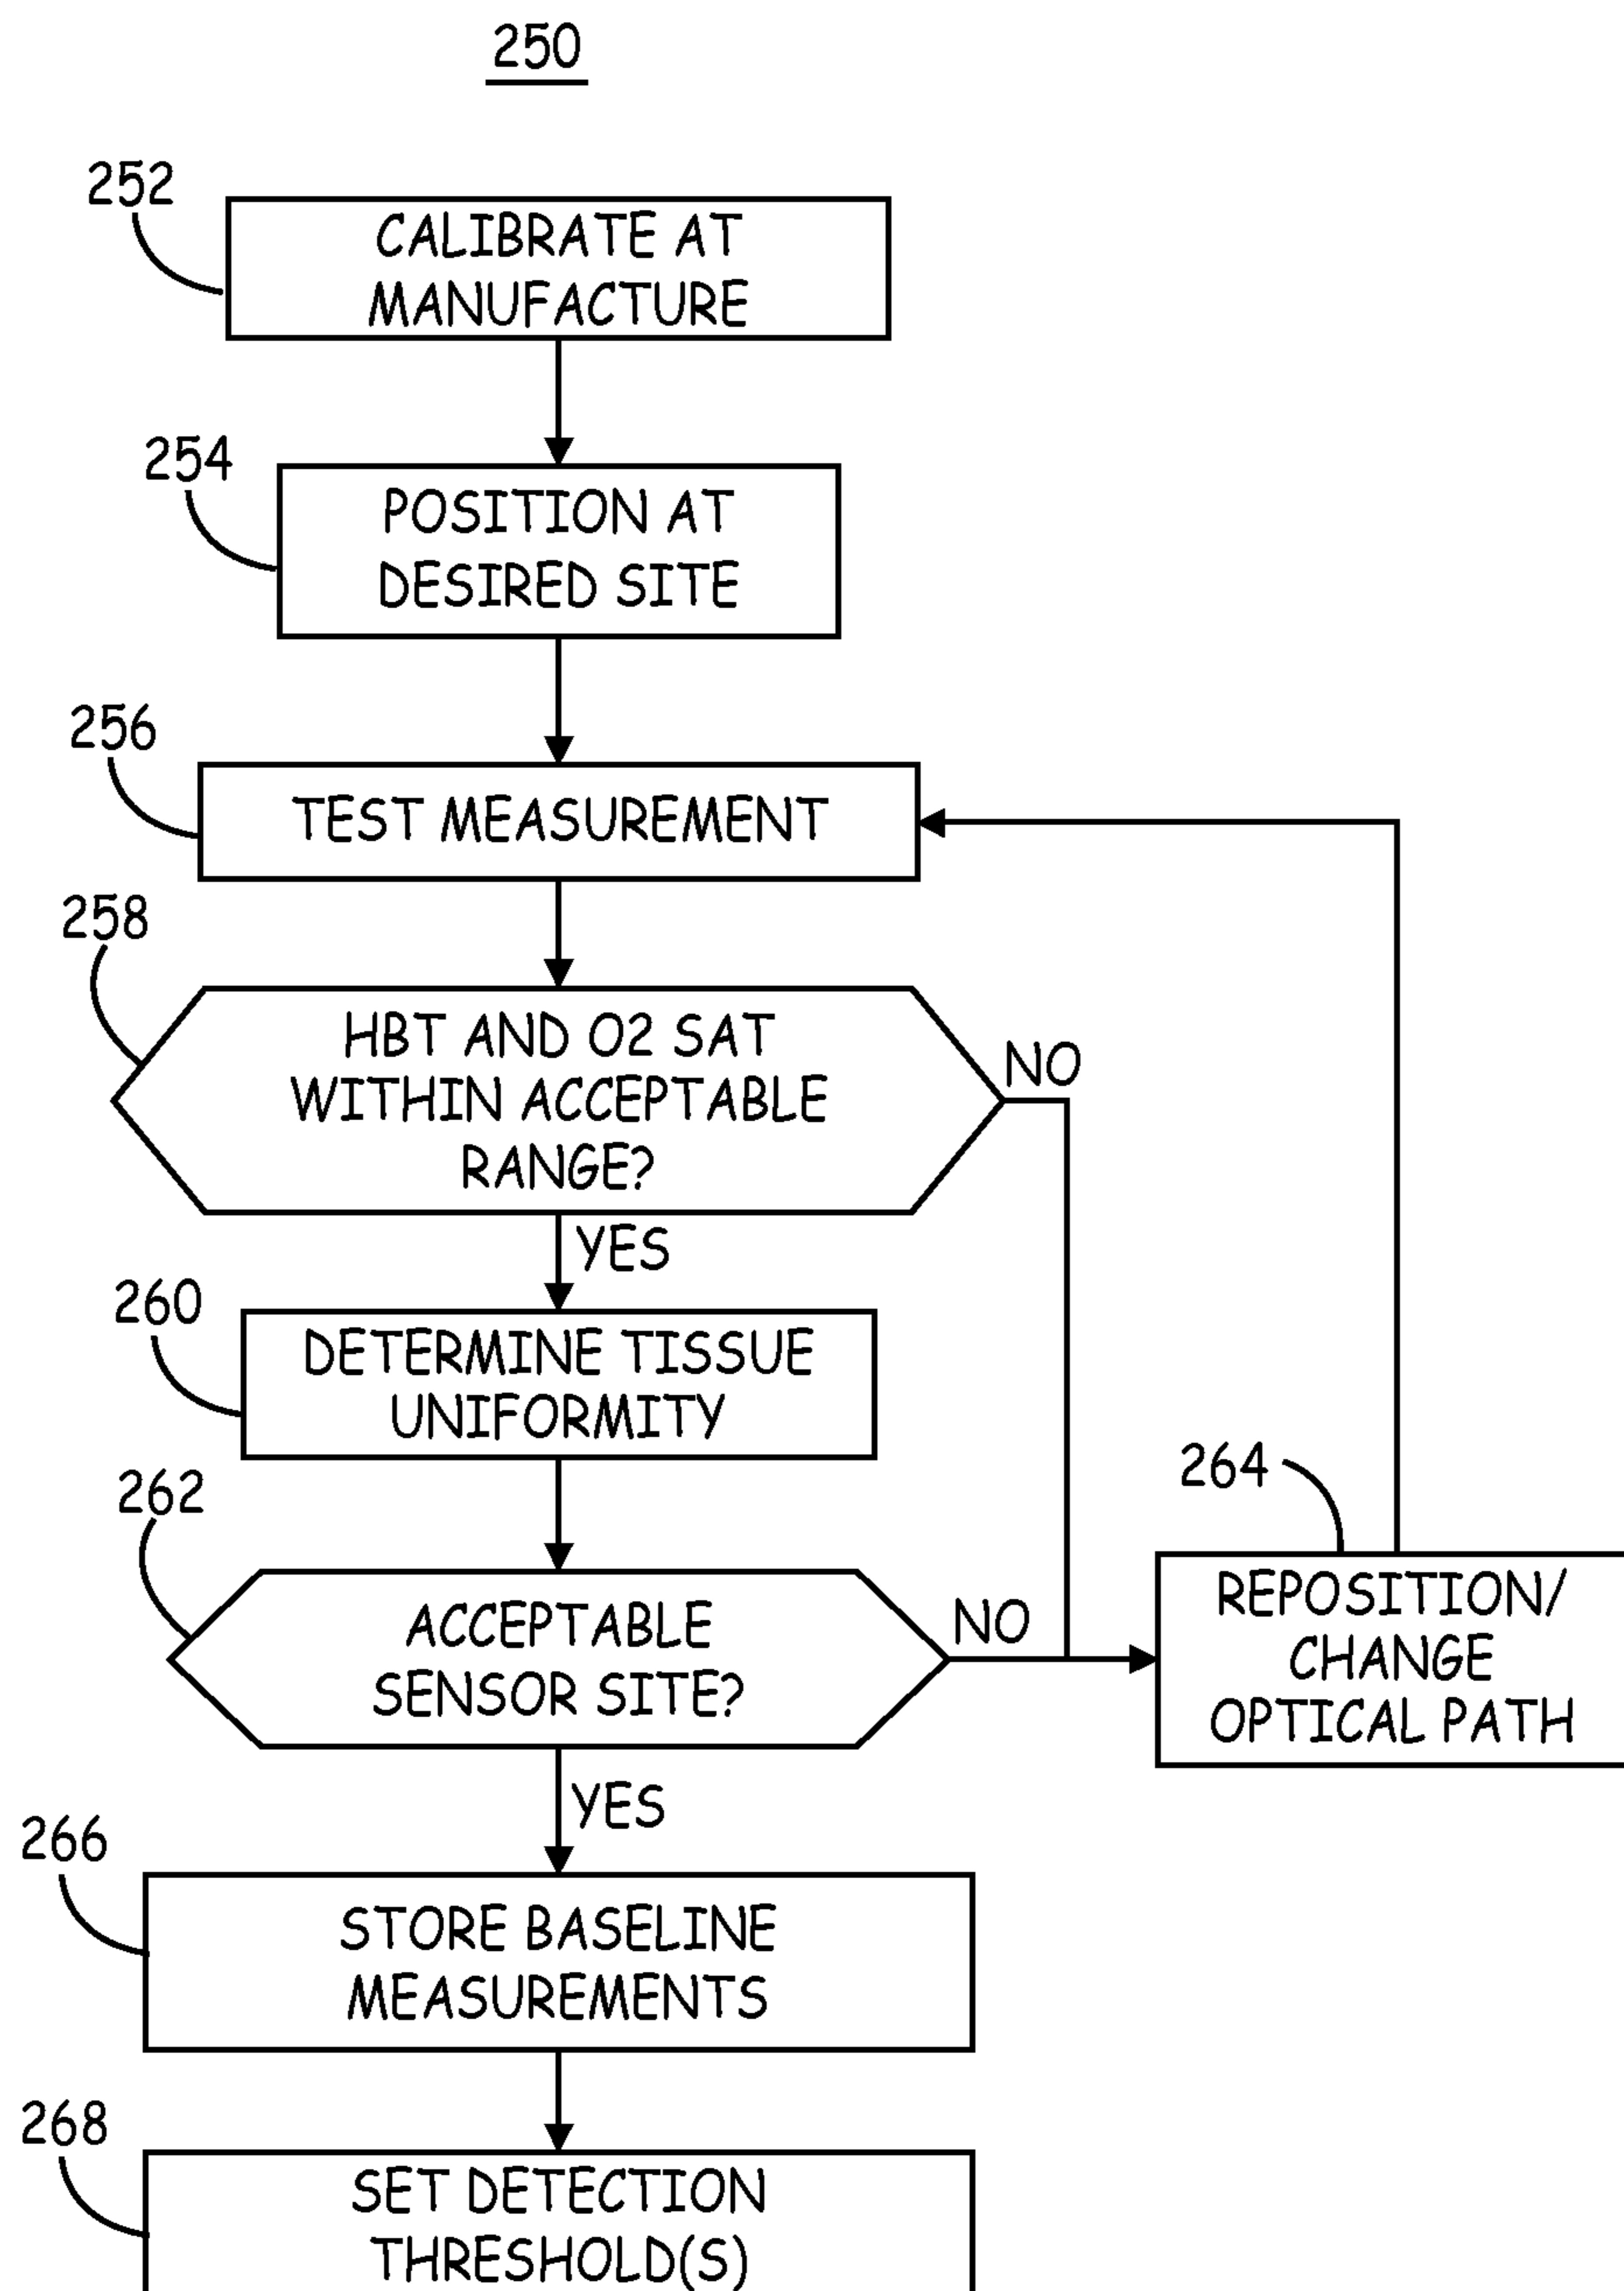 250
252
CALIBRATE AT
MANUFACTURE
254
POSITION AT
DESIRED SITE
256
TEST MEASUREMENT
258
HBT AND O2 SAT
WITHIN ACCEPTABLE
RANGE?
NO
YES
260
DETERMINE TISSUE
UNIFORMITY
262
ACCEPTABLE
SENSOR SITE?
NO
264
REPOSITION/
CHANGE
OPTICAL PATH
YES
266
STORE BASELINE
MEASUREMENTS
268
SET DETECTION
THRESHOLD(S)